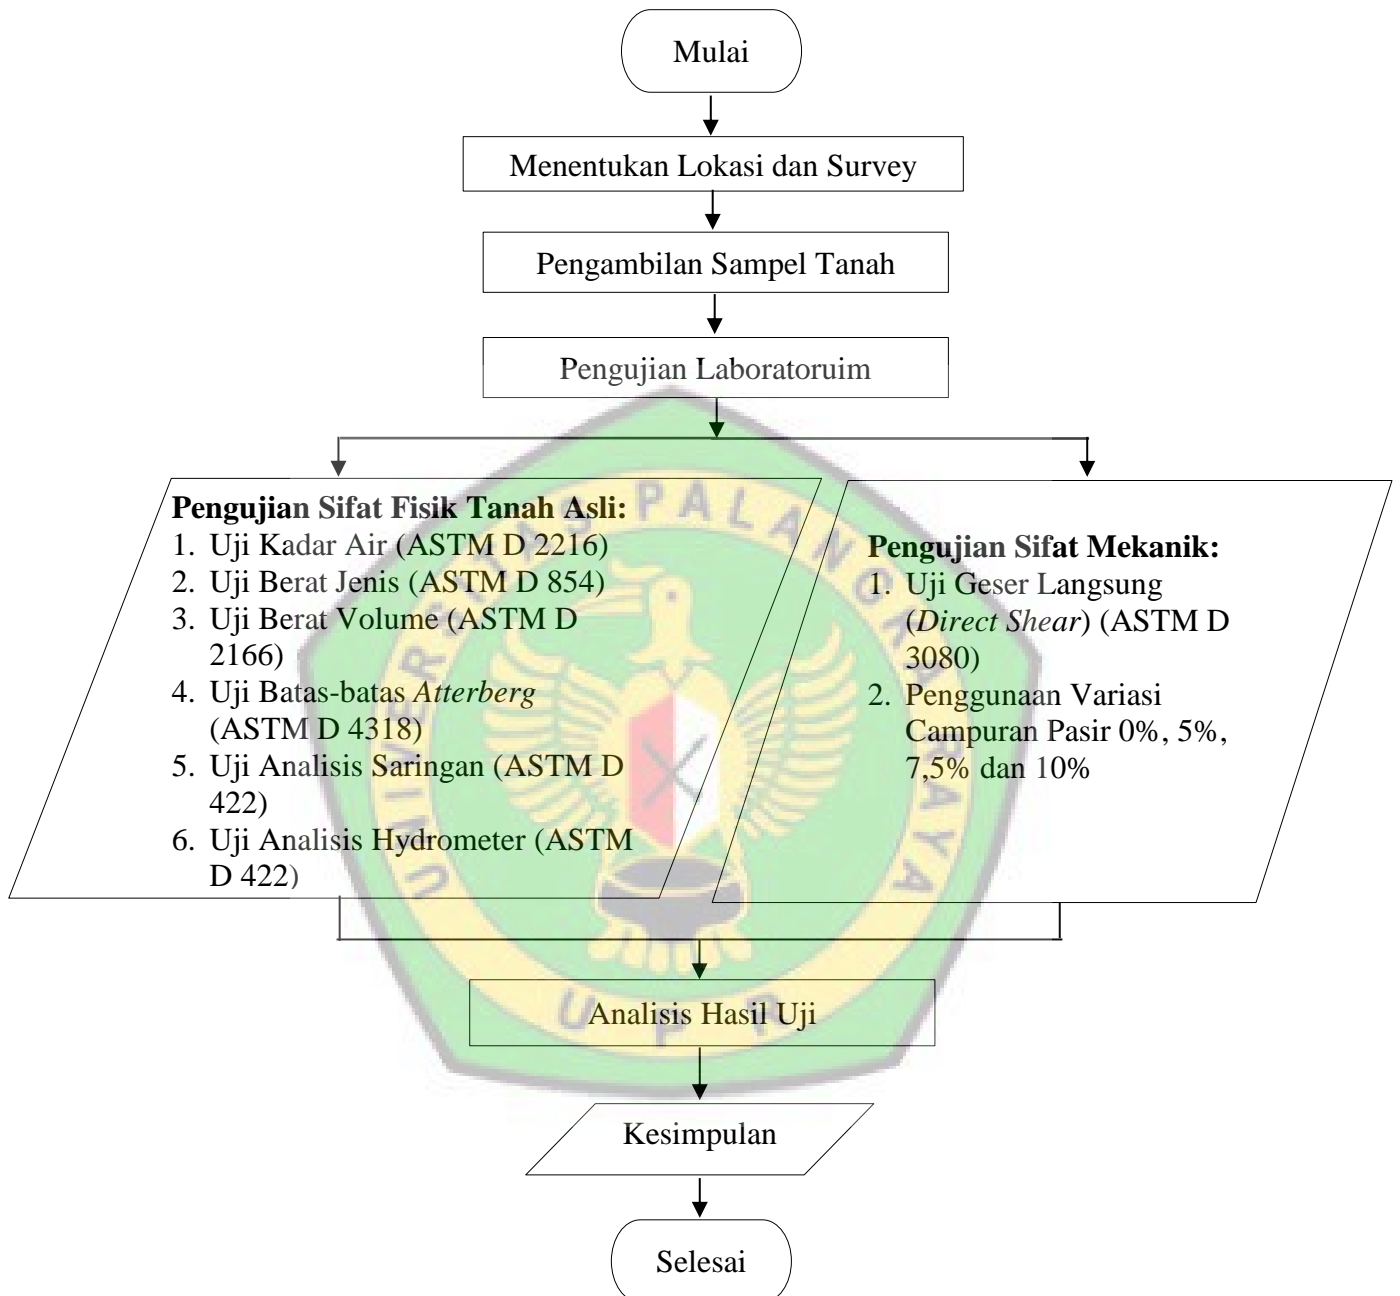 Mulai
Menentukan Lokasi dan Survey
Pengambilan Sampel Tanah
Pengujian Laboratoruim
Pengujian Sifat Fisik Tanah Asli:
1. Uji Kadar Air (ASTM D 2216)
2. Uji Berat Jenis (ASTM D 854)
3. Uji Berat Volume (ASTM D
2166)
4. Uji Batas-batas Atterberg
(ASTM D 4318)
5. Uji Analisis Saringan (ASTM D
422)
6. Uji Analisis Hydrometer (ASTM
D 422)
Pengujian Sifat Mekanik:
1. Uji Geser Langsung
(Direct Shear) (ASTM D
3080)
2. Penggunaan Variasi
Campuran Pasir 0%, 5%,
7,5% dan 10%
UNIVERSITAS PALANGKA RAYA
U P R
Analisis Hasil Uji
Kesimpulan
Selesai